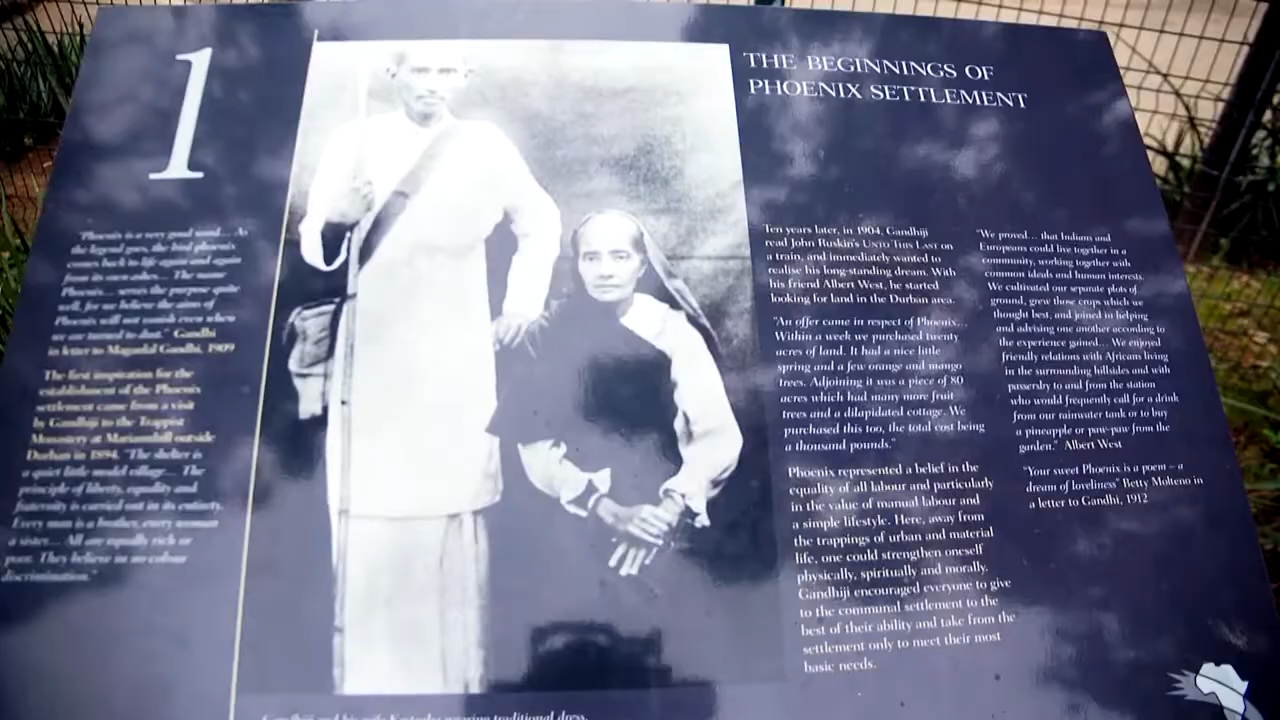 1
"Phoenix is a very good word... As
the legend goes, the bird phoenix
comes back to life again and again
from its own ashes... The name
Phoenix... serves the purpose quite
well, for we believe the aims of
Phoenix will not vanish even when
we are turned to dust." Gandhi
in letter to Maganlal Gandhi, 1909
The first inspiration for the
establishment of the Phoenix
settlement came from a visit
by Gandhiji to the Trappist
Monastery at Mariannhill outside
Durban in 1894. "The shelter is
a quiet little model village... The
principle of liberty, equality and
fraternity is carried out in its entirety.
Every man is a brother, every woman
a sister... All are equally rich or
poor. They believe in no colour
discrimination."
Gandhiji and his wife Kasturba wearing traditional dress.
THE BEGINNINGS OF
PHOENIX SETTLEMENT
Ten years later, in 1904, Gandhiji
read John Ruskin's UNTO THIS LAST on
a train, and immediately wanted to
realise his long-standing dream. With
his friend Albert West, he started
looking for land in the Durban area.
"An offer came in respect of Phoenix...
Within a week we purchased twenty
acres of land. It had a nice little
spring and a few orange and mango
trees. Adjoining it was a piece of 80
acres which had many more fruit
trees and a dilapidated cottage. We
purchased this too, the total cost being
a thousand pounds."
Phoenix represented a belief in the
equality of all labour and particularly
in the value of manual labour and
a simple lifestyle. Here, away from
the trappings of urban and material
life, one could strengthen oneself
physically, spiritually and morally.
Gandhiji encouraged everyone to give
to the communal settlement to the
best of their ability and take from the
settlement only to meet their most
basic needs.
"We proved... that Indians and
Europeans could live together in a
community, working together with
common ideals and human interests.
We cultivated our separate plots of
ground, grew those crops which we
thought best, and joined in helping
and advising one another according to
the experience gained... We enjoyed
friendly relations with Africans living
in the surrounding hillsides and with
passersby to and from the station
who would frequently call for a drink
from our rainwater tank or to buy
a pineapple or paw-paw from the
garden." Albert West
"Your sweet Phoenix is a poem – a
dream of loveliness" Betty Molteno in
a letter to Gandhi, 1912